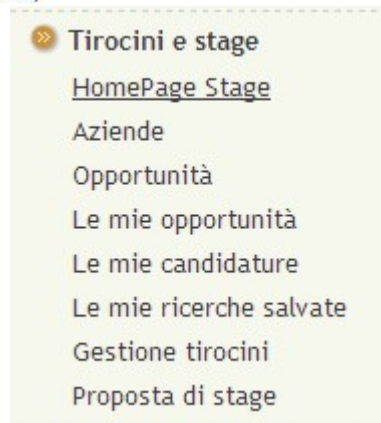 Tirocini e stage
HomePage Stage
Aziende
Opportunità
Le mie opportunità
Le mie candidature
Le mie ricerche salvate
Gestione tirocini
Proposta di stage